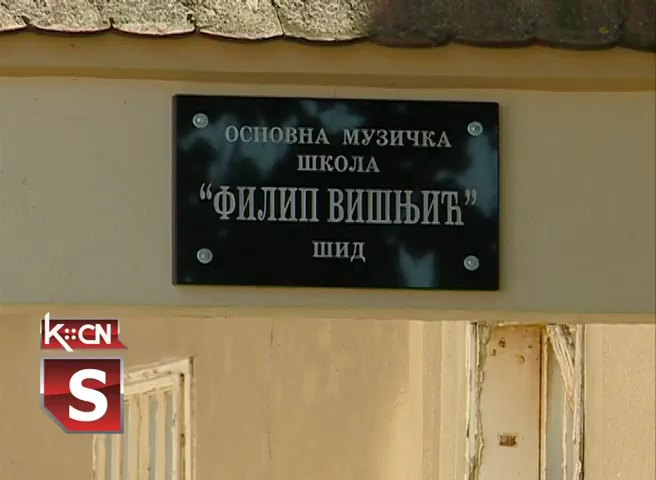 ОСНОВНА МУЗИЧКА
ШКОЛА
“ФИЛИП ВИШЊИЋ”
ШИД
K::CN
S